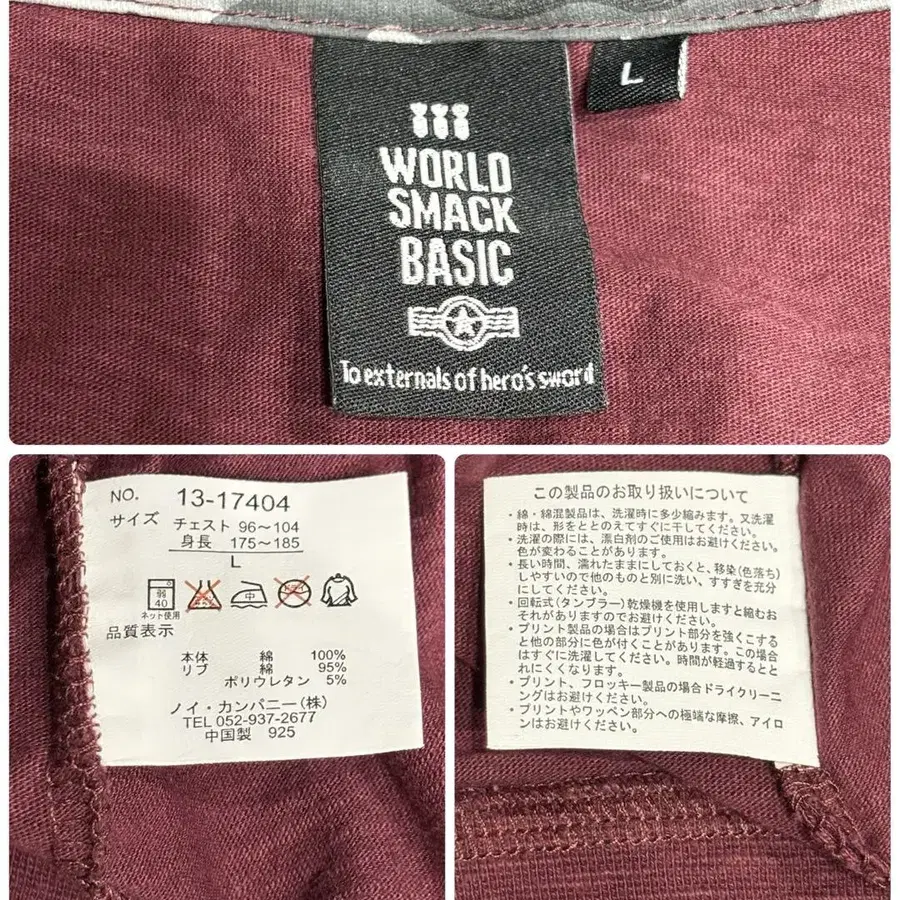 WORLD
SMACK
BASIC
To externals of hero's sword
L
NO. 13-17404
サイズ チェスト 96〜104
身長 175〜185
L
弱
40
中
ネット使用
品質表示
本体 綿 100%
リブ 綿 95%
ポリウレタン 5%
ノイ・カンパニー(株)
TEL 052-937-2677
中国製 925
この製品のお取り扱いについて
・綿・綿混製品は、洗濯時に多少縮みます。又洗濯
時は、形をととのえてすぐに干してください。
・洗濯の際には、漂白剤のご使用はお避けください。
色が変わることがあります。
・長い時間、濡れたままにしておくと、移染(色落ち)
しやすいので他のものと別に洗い、すすぎを充分
にしてください。
・回転式(タンブラー)乾燥機を使用しますと縮むお
それがありますのでお避けください。
・プリント製品の場合はプリント部分を強くこする
と他の部分に色が付くことがあります。この場合
はすぐに洗濯してください。時間が経過するとと
れにくくなります。
・プリント、フロッキー製品の場合ドライクリーニ
ングはお避けください。
・プリントやワッペン部分への極端な摩擦、アイロ
ンはお避けください。